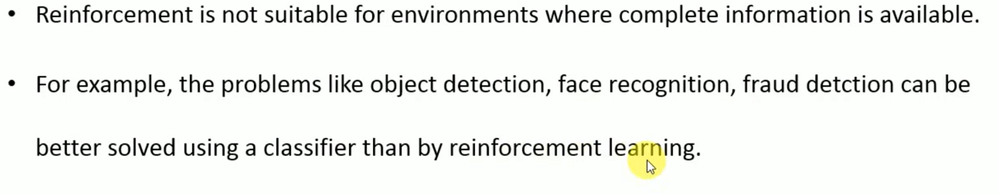 • Reinforcement is not suitable for environments where complete information is available.
• For example, the problems like object detection, face recognition, fraud detction can be
better solved using a classifier than by reinforcement learning.